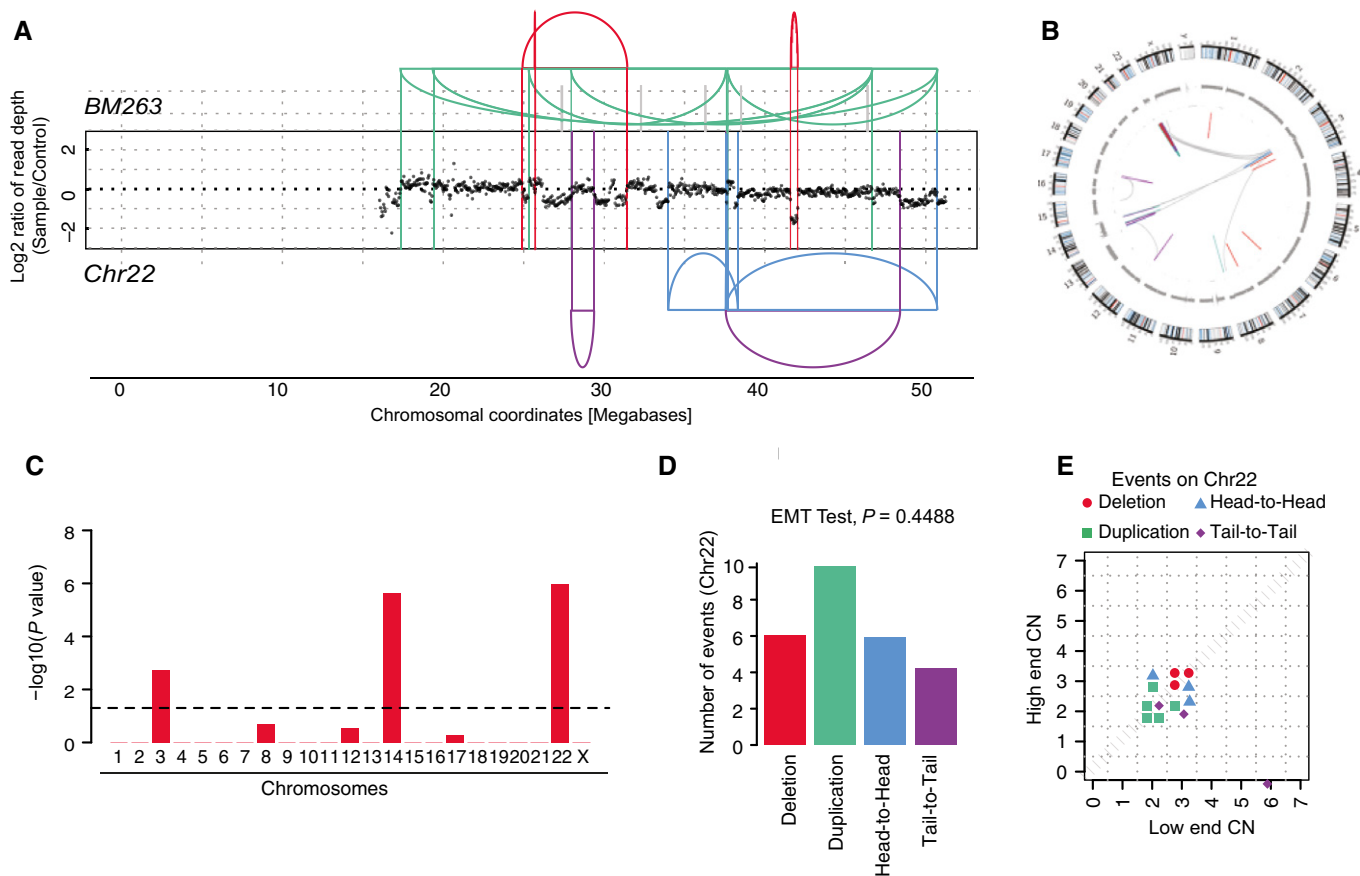 A
BM263
Log2 ratio of read depth
(Sample/Control)
2
0
−2
Chr22
0 10 20 30 40 50
Chromosomal coordinates [Megabases]
B
C
−log10(P value)
8
6
4
2
0
1 2 3 4 5 6 7 8 9 10 11 12 13 14 15 16 17 18 19 20 21 22 X
Chromosomes
D
EMT Test, P = 0.4488
Number of events (Chr22)
10
8
6
4
2
0
Deletion
Duplication
Head-to-Head
Tail-to-Tail
E
Events on Chr22
Deletion Head-to-Head
Duplication Tail-to-Tail
High end CN
7
6
5
4
3
2
1
0
0 1 2 3 4 5 6 7
Low end CN